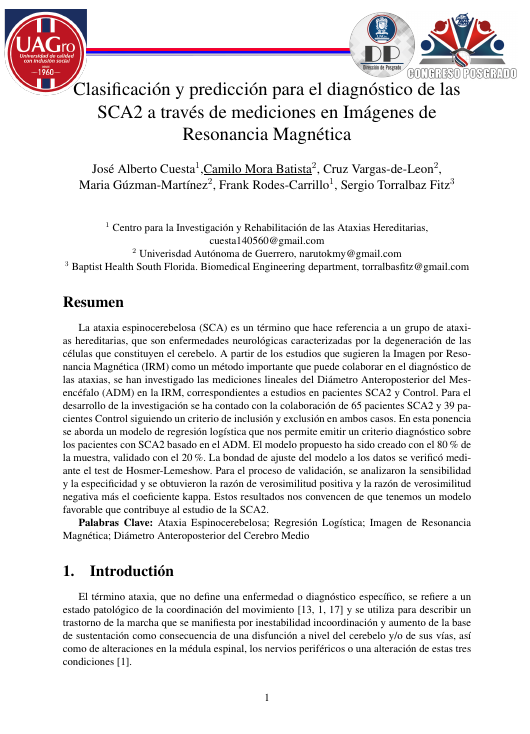 UAGro
Universidad de calidad
con inclusión social
1960
DP
Dirección de Posgrado
CONGRESO POSGRADO
Clasificación y predicción para el diagnóstico de las
SCA2 a través de mediciones en Imágenes de
Resonancia Magnética
José Alberto Cuesta1,Camilo Mora Batista2, Cruz Vargas-de-Leon2,
Maria Gúzman-Martínez2, Frank Rodes-Carrillo1, Sergio Torralbaz Fitz3
1 Centro para la Investigación y Rehabilitación de las Ataxias Hereditarias,
cuesta140560@gmail.com
2 Univerisdad Autónoma de Guerrero, narutokmy@gmail.com
3 Baptist Health South Florida. Biomedical Engineering department, torralbasfitz@gmail.com
Resumen
La ataxia espinocerebelosa (SCA) es un término que hace referencia a un grupo de ataxi-
as hereditarias, que son enfermedades neurológicas caracterizadas por la degeneración de las
células que constituyen el cerebelo. A partir de los estudios que sugieren la Imagen por Reso-
nancia Magnética (IRM) como un método importante que puede colaborar en el diagnóstico de
las ataxias, se han investigado las mediciones lineales del Diámetro Anteroposterior del Mes-
encéfalo (ADM) en la IRM, correspondientes a estudios en pacientes SCA2 y Control. Para el
desarrollo de la investigación se ha contado con la colaboración de 65 pacientes SCA2 y 39 pa-
cientes Control siguiendo un criterio de inclusión y exclusión en ambos casos. En esta ponencia
se aborda un modelo de regresión logística que nos permite emitir un criterio diagnóstico sobre
los pacientes con SCA2 basado en el ADM. El modelo propuesto ha sido creado con el 80 % de
la muestra, validado con el 20 %. La bondad de ajuste del modelo a los datos se verificó medi-
ante el test de Hosmer-Lemeshow. Para el proceso de validación, se analizaron la sensibilidad
y la especificidad y se obtuvieron la razón de verosimilitud positiva y la razón de verosimilitud
negativa más el coeficiente kappa. Estos resultados nos convencen de que tenemos un modelo
favorable que contribuye al estudio de la SCA2.
Palabras Clave: Ataxia Espinocerebelosa; Regresión Logística; Imagen de Resonancia
Magnética; Diámetro Anteroposterior del Cerebro Medio
1. Introductión
El término ataxia, que no define una enfermedad o diagnóstico específico, se refiere a un
estado patológico de la coordinación del movimiento [13, 1, 17] y se utiliza para describir un
trastorno de la marcha que se manifiesta por inestabilidad incoordinación y aumento de la base
de sustentación como consecuencia de una disfunción a nivel del cerebelo y/o de sus vías, así
como de alteraciones en la médula espinal, los nervios periféricos o una alteración de estas tres
condiciones [1].
1